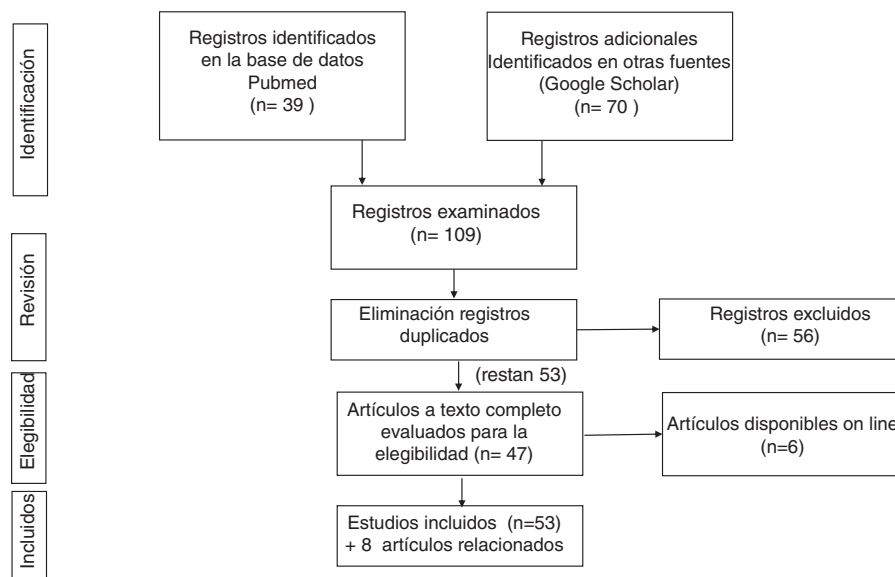 Identificación
Registros identificados
en la base de datos
Pubmed
(n= 39 )
Registros adicionales
Identificados en otras fuentes
(Google Scholar)
(n= 70 )
Registros examinados
(n= 109)
Revisión
Eliminación registros
duplicados
Registros excluidos
(n= 56)
(restan 53)
Elegibilidad
Artículos a texto completo
evaluados para la
elegibilidad (n= 47)
Artículos disponibles on line
(n=6)
Incluidos
Estudios incluidos (n=53)
+ 8 artículos relacionados